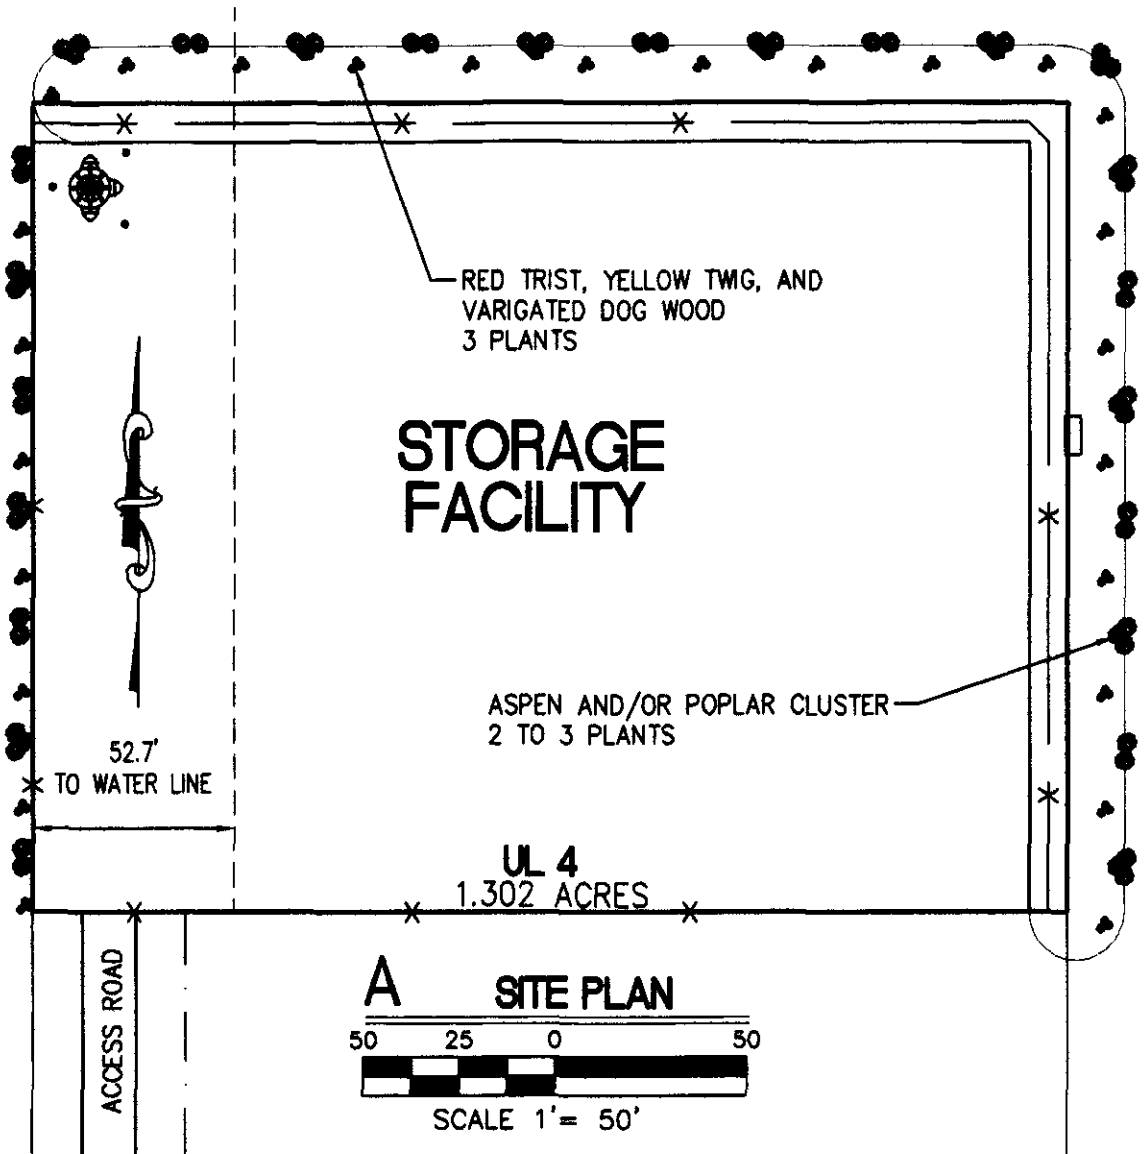 RED TRIST, YELLOW TWIG, AND
VARIGATED DOG WOOD
3 PLANTS
STORAGE
FACILITY
ASPEN AND/OR POPLAR CLUSTER
2 TO 3 PLANTS
52.7'
TO WATER LINE
UL 4
1.302 ACRES
ACCESS ROAD
A SITE PLAN
50 25 0 50
SCALE 1'= 50'